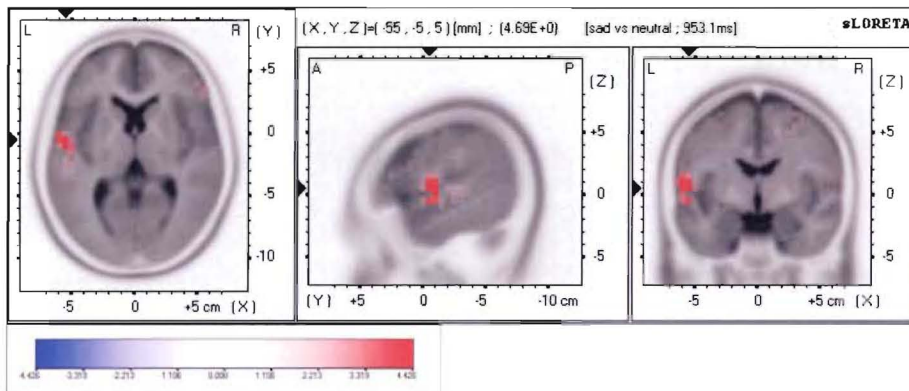 L R (Y) (X, Y, Z)=( -55 , -5 , 5 ) [mm] ; (4.69E+0) [sad vs neutral ; 953.1ms] sLORETA
+5
0
-5
-10
-5 0 +5 cm (X)
A P (Z)
+5
0
-5
(Y) +5 0 -5 -10 cm
L R (Z)
+5
0
-5
-5 0 +5 cm (X)